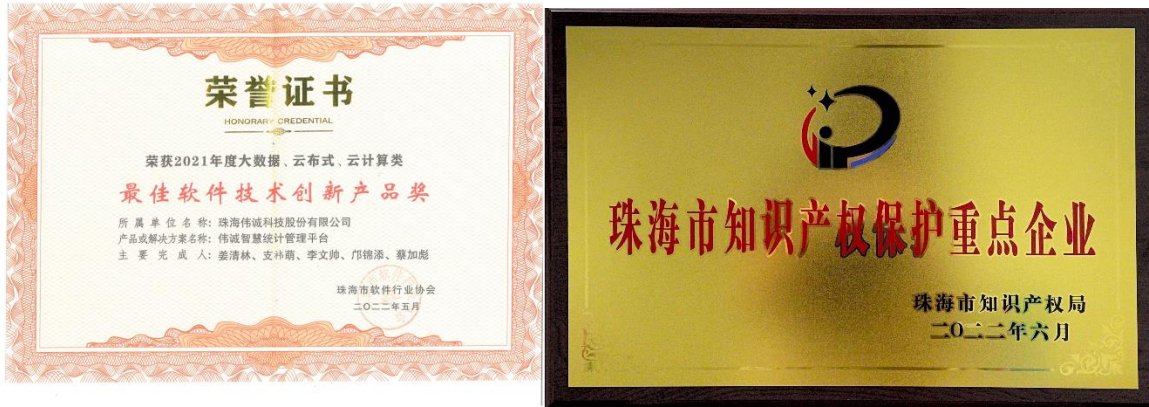 荣誉证书
HONORARY CREDENTIAL
荣获2021年度大数据、云布式、云计算类
最佳软件技术创新产品奖
所属单位名称: 珠海伟诚科技股份有限公司
产品或解决方案名称: 伟诚智慧统计管理平台
主要完成人: 姜清林、支袆萌、李文帅、邝锦添、蔡加彪
珠海市软件行业协会
二〇二二年五月
IP
珠海市知识产权保护重点企业
珠海市知识产权局
二〇二二年六月